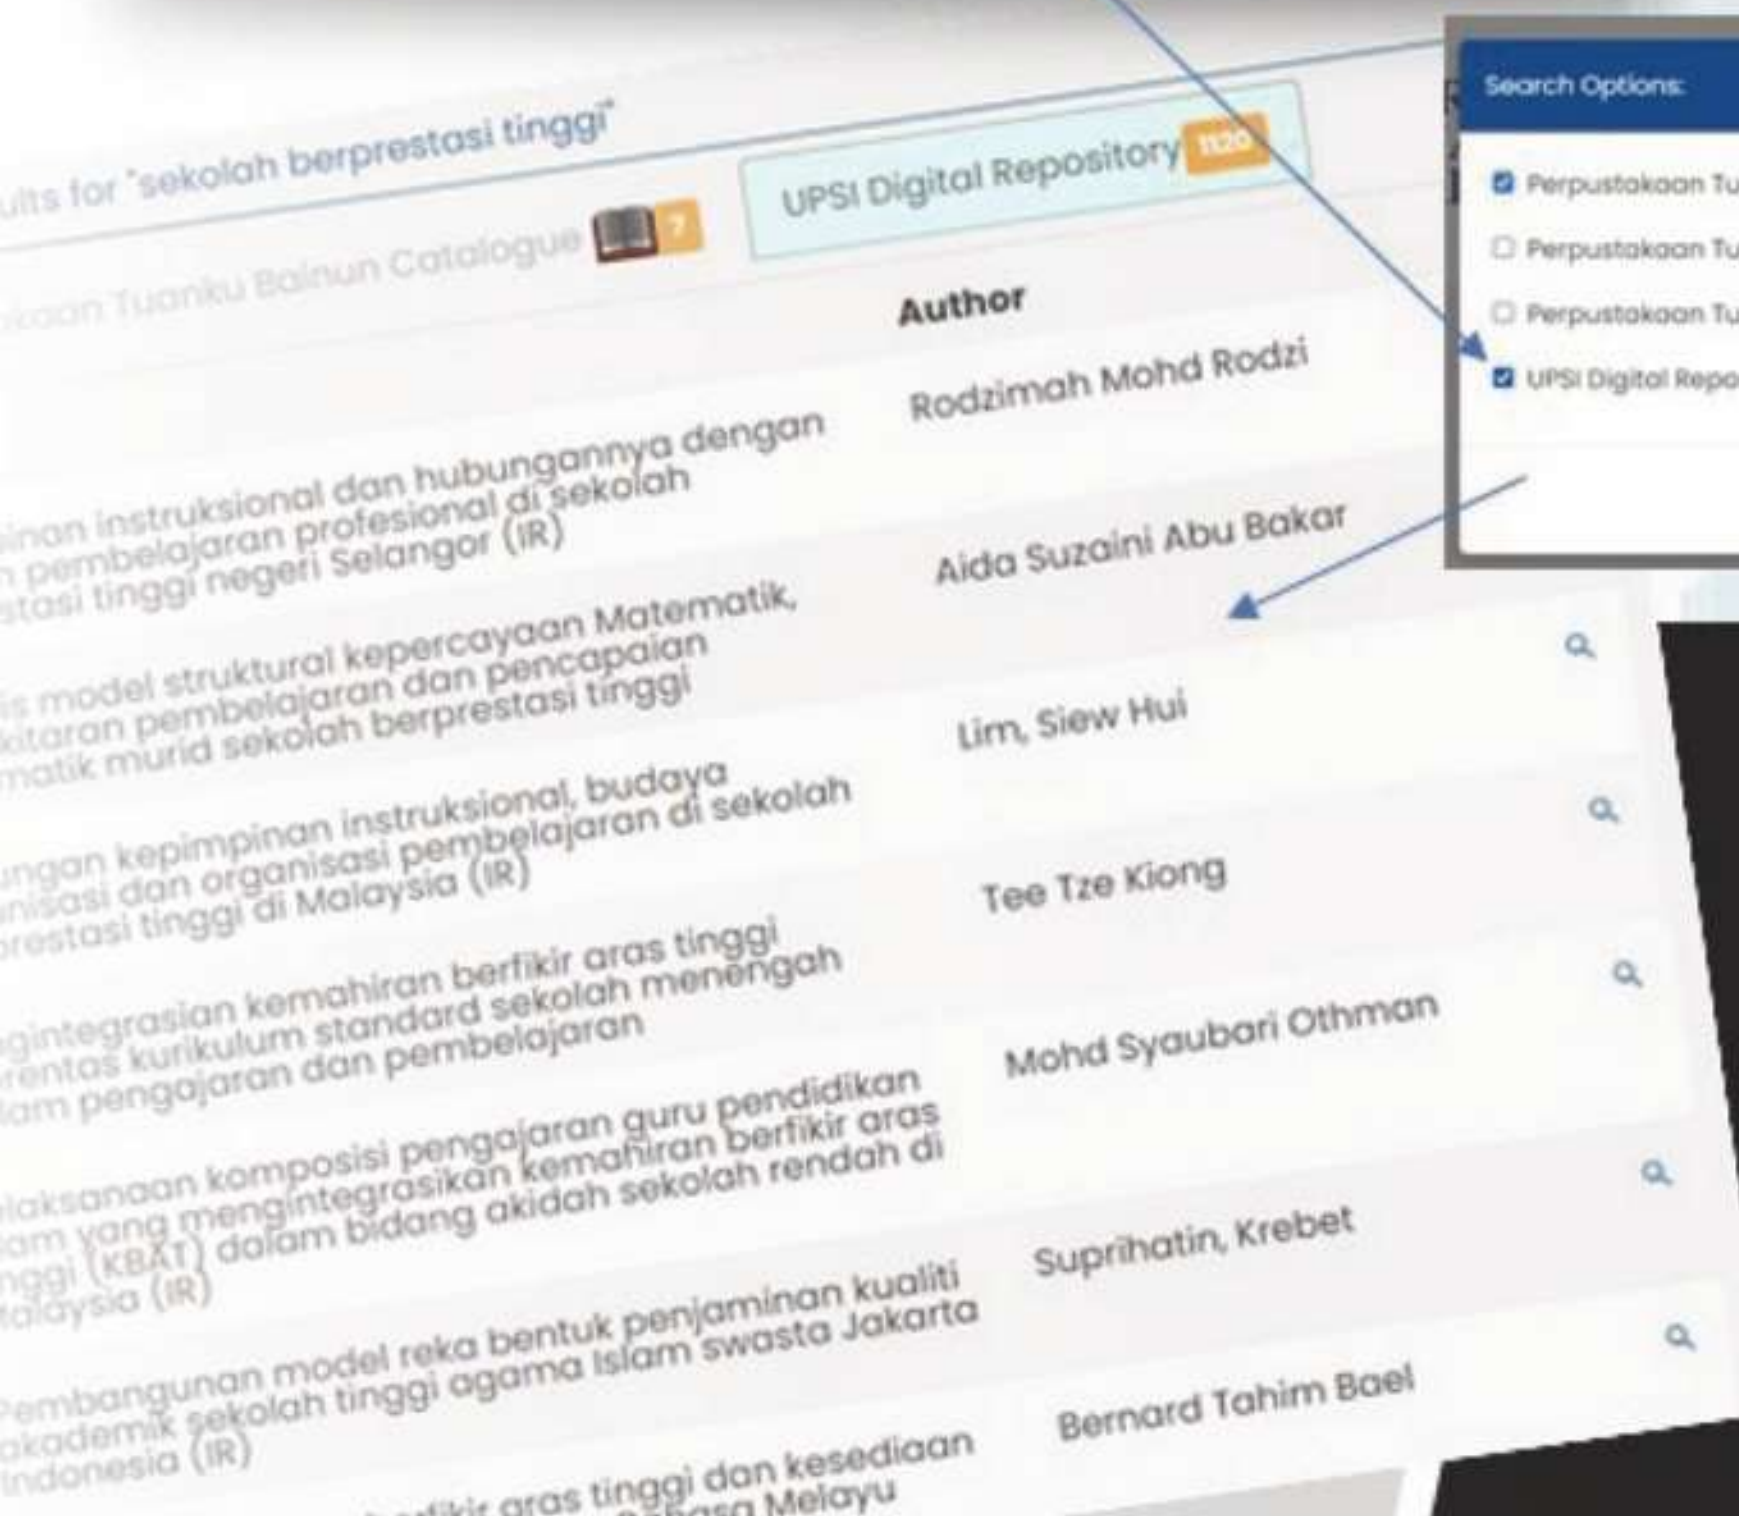 ults for "sekolah berprestasi tinggi"
kaan Tuanku Bainun Catalogue 7
UPSI Digital Repository 1120
Author
inan instruksional dan hubungannya dengan
pembelajaran profesional di sekolah
stasi tinggi negeri Selangor (IR)
Rodzimah Mohd Rodzi
is model struktural kepercayaan Matematik,
kitaran pembelajaran dan pencapaian
matik murid sekolah berprestasi tinggi
Aida Suzaini Abu Bakar
ungan kepimpinan instruksional, budaya
nisasi dan organisasi pembelajaran di sekolah
prestasi tinggi di Malaysia (IR)
Lim, Siew Hui
gintegrasian kemahiran berfikir aras tinggi
rentas kurikulum standard sekolah menengah
lam pengajaran dan pembelajaran
Tee Tze Kiong
laksanaan komposisi pengajaran guru pendidikan
am yang mengintegrasikan kemahiran berfikir aras
nggi (KBAT) dalam bidang akidah sekolah rendah di
alaysia (IR)
Mohd Syaubari Othman
Pembangunan model reka bentuk penjaminan kualiti
akademik sekolah tinggi agama Islam swasta Jakarta
Indonesia (IR)
Suprihatin, Krebet
berfikir aras tinggi dan kesediaan
Bahasa Melayu
Bernard Tahim Bael
Search Options:
Perpustakaan Tu
Perpustakaan Tu
Perpustakaan Tu
UPSI Digital Repo